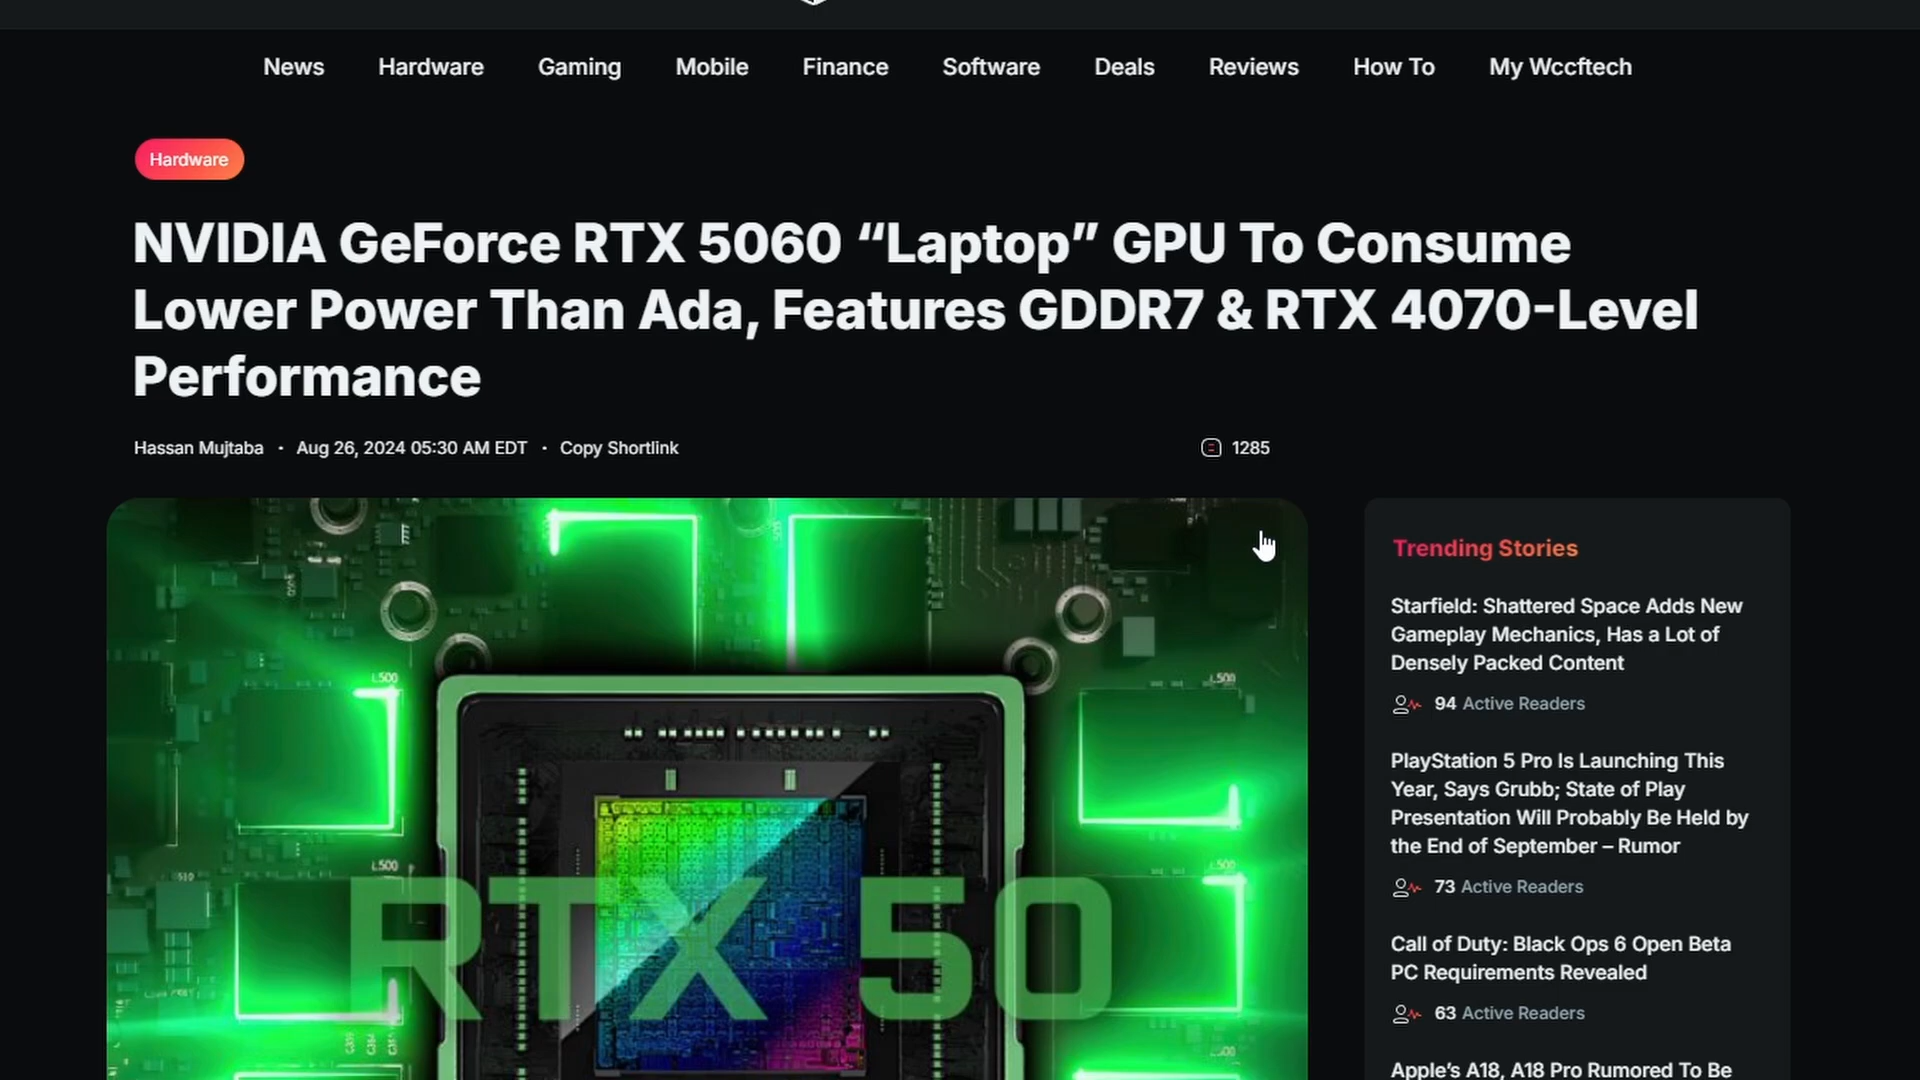 News Hardware Gaming Mobile Finance Software Deals Reviews How To My Wccftech
Hardware
NVIDIA GeForce RTX 5060 “Laptop” GPU To Consume
Lower Power Than Ada, Features GDDR7 & RTX 4070-Level
Performance
Hassan Mujtaba • Aug 26, 2024 05:30 AM EDT • Copy Shortlink
1285
L500
L500
L500
L500
510
RTX 50
Trending Stories
Starfield: Shattered Space Adds New
Gameplay Mechanics, Has a Lot of
Densely Packed Content
94 Active Readers
PlayStation 5 Pro Is Launching This
Year, Says Grubb; State of Play
Presentation Will Probably Be Held by
the End of September – Rumor
73 Active Readers
Call of Duty: Black Ops 6 Open Beta
PC Requirements Revealed
63 Active Readers
Apple’s A18, A18 Pro Rumored To Be